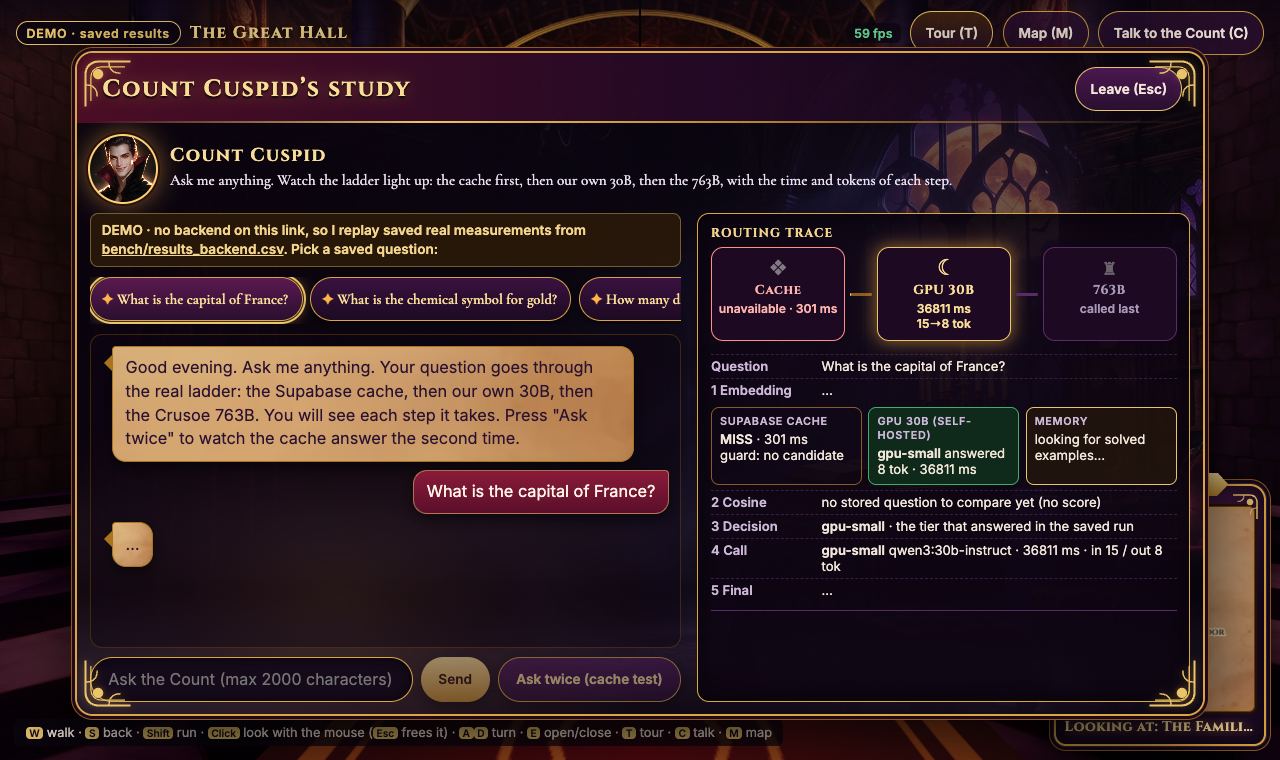 DEMO · saved results
THE GREAT HALL
59 fps
Tour (T)
Map (M)
Talk to the Count (C)
COUNT CUSPID'S STUDY
Leave (Esc)
COUNT CUSPID
Ask me anything. Watch the ladder light up: the cache first, then our own 30B, then the 763B, with the time and tokens of each step.
DEMO · no backend on this link, so I replay saved real measurements from
bench/results_backend.csv. Pick a saved question:
✦ What is the capital of France?
✦ What is the chemical symbol for gold?
✦ How many d
Good evening. Ask me anything. Your question goes through
the real ladder: the Supabase cache, then our own 30B, then
the Crusoe 763B. You will see each step it takes. Press "Ask
twice" to watch the cache answer the second time.
What is the capital of France?
...
Ask the Count (max 2000 characters)
Send
Ask twice (cache test)
ROUTING TRACE
CACHE
unavailable · 301 ms
GPU 30B
36811 ms
15→8 tok
763B
called last
Question What is the capital of France?
1 Embedding ...
SUPABASE CACHE
MISS · 301 ms
guard: no candidate
GPU 30B (SELF-
HOSTED)
gpu-small answered
8 tok · 36811 ms
MEMORY
looking for solved
examples...
2 Cosine no stored question to compare yet (no score)
3 Decision gpu-small · the tier that answered in the saved run
4 Call gpu-small qwen3:30b-instruct · 36811 ms · in 15 / out 8
tok
5 Final ...
W walk · S back · Shift run · Click look with the mouse (Esc frees it) · A D turn · E open/close · T tour · C talk · M map
LOOKING AT: THE FAMILI...